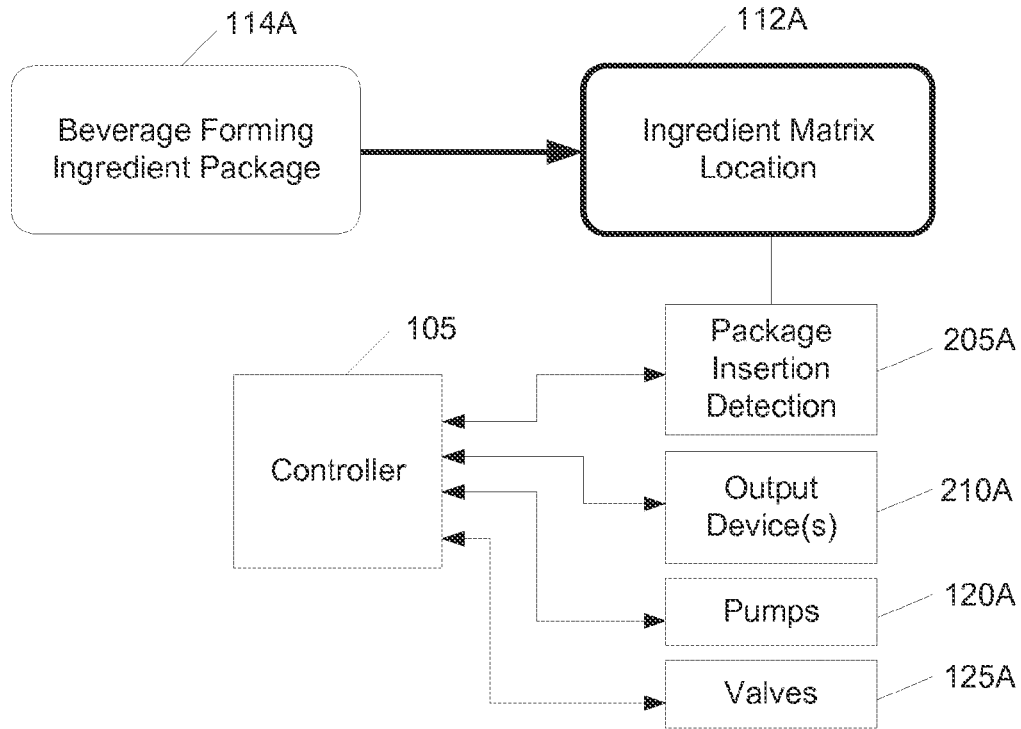 114A
112A
Beverage Forming
Ingredient Package
Ingredient Matrix
Location
105
Package
Insertion
Detection
205A
Controller
Output
Device(s)
210A
Pumps
120A
Valves
125A